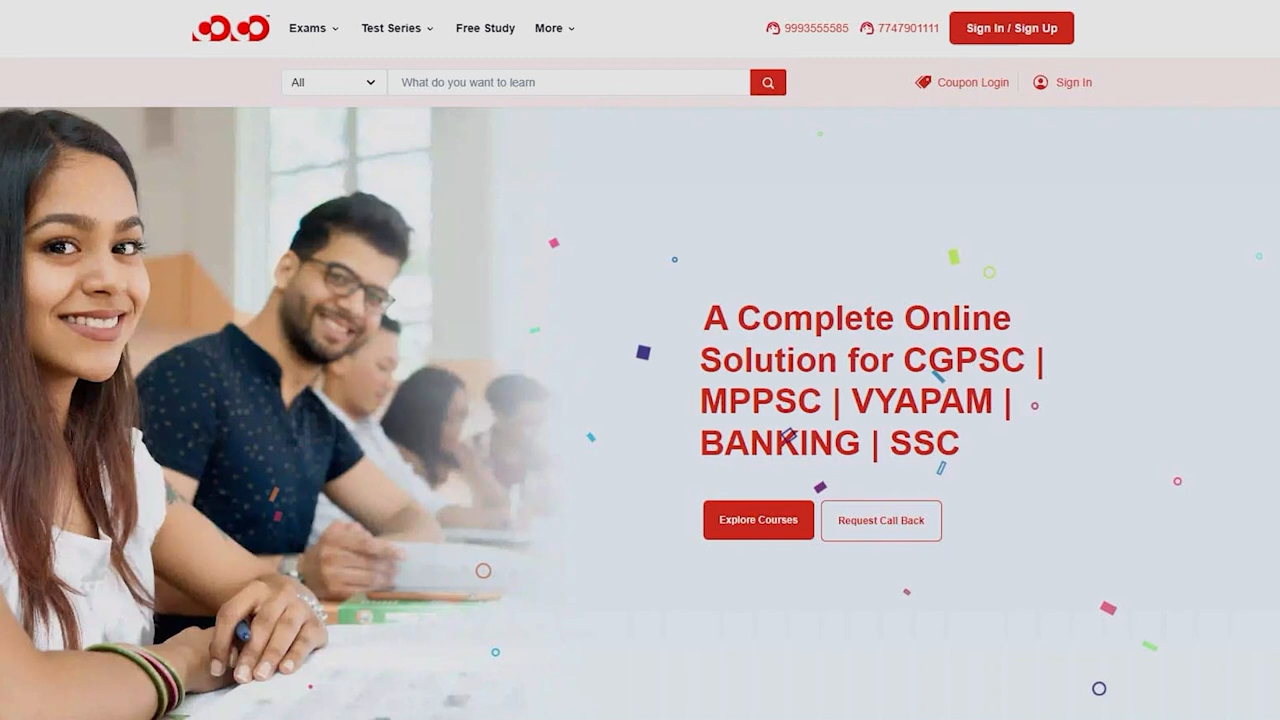 Exams
Test Series
Free Study
More
9993555585
7747901111
Sign In / Sign Up
All
What do you want to learn
Coupon Login
Sign In
A Complete Online
Solution for CGPSC |
MPPSC | VYAPAM |
BANKING | SSC
Explore Courses
Request Call Back